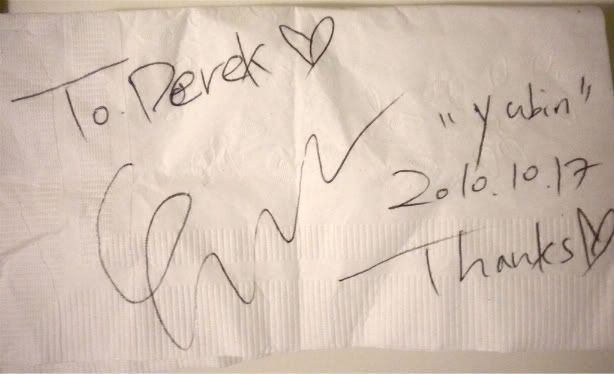 To. Derek ♡
"yubin"
2010.10.17
Thanks♡